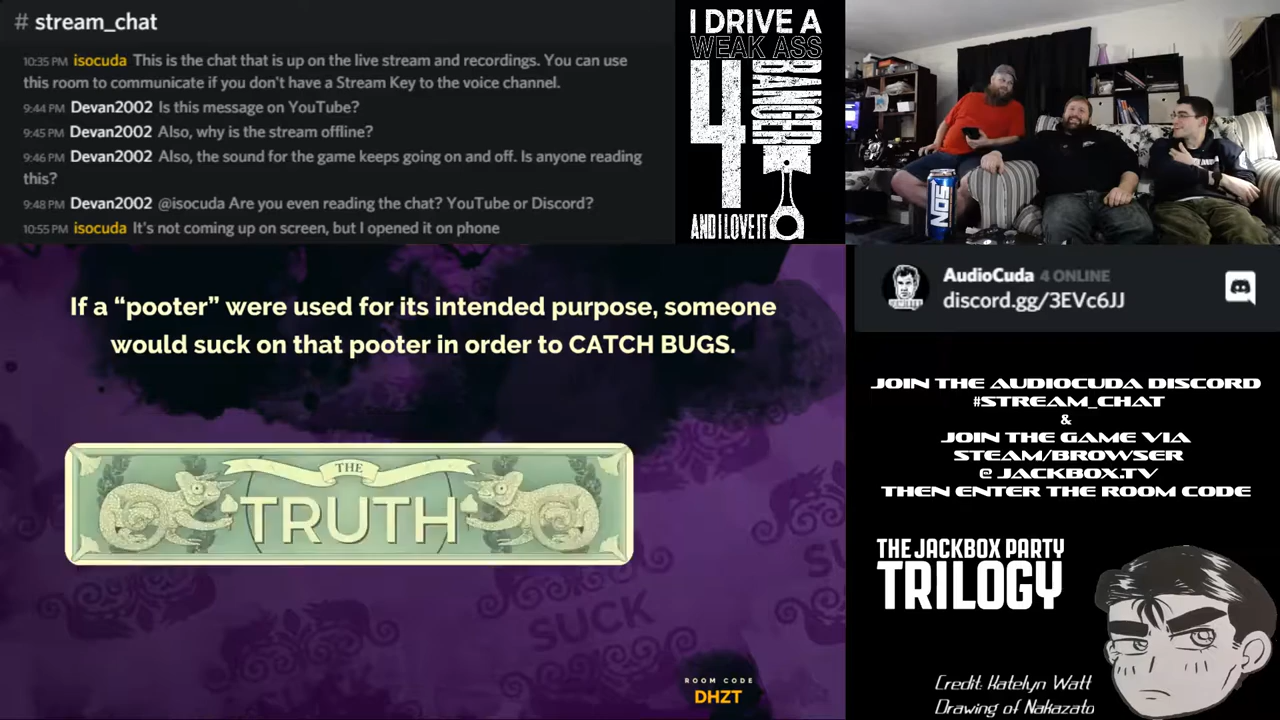 # stream_chat
10:35 PM isocuda This is the chat that is up on the live stream and recordings. You can use
this room to communicate if you don't have a Stream Key to the voice channel.
9:44 PM Devan2002 Is this message on YouTube?
9:45 PM Devan2002 Also, why is the stream offline?
9:46 PM Devan2002 Also, the sound for the game keeps going on and off. Is anyone reading
this?
9:48 PM Devan2002 @isocuda Are you even reading the chat? YouTube or Discord?
10:55 PM isocuda It's not coming up on screen, but I opened it on phone
I DRIVE A
WEAK ASS
4
BANGER
AND I LOVE IT
NOS
If a “pooter” were used for its intended purpose, someone
would suck on that pooter in order to CATCH BUGS.
THE
TRUTH
SUCK
ROOM CODE
DHZT
AudioCuda 4 ONLINE
discord.gg/3EVc6JJ
JOIN THE AUDIOCUDA DISCORD
#STREAM_CHAT
&
JOIN THE GAME VIA
STEAM/BROWSER
@ JACKBOX.TV
THEN ENTER THE ROOM CODE
THE JACKBOX PARTY
TRILOGY
Credit: Katelyn Watt
Drawing of Nakazato